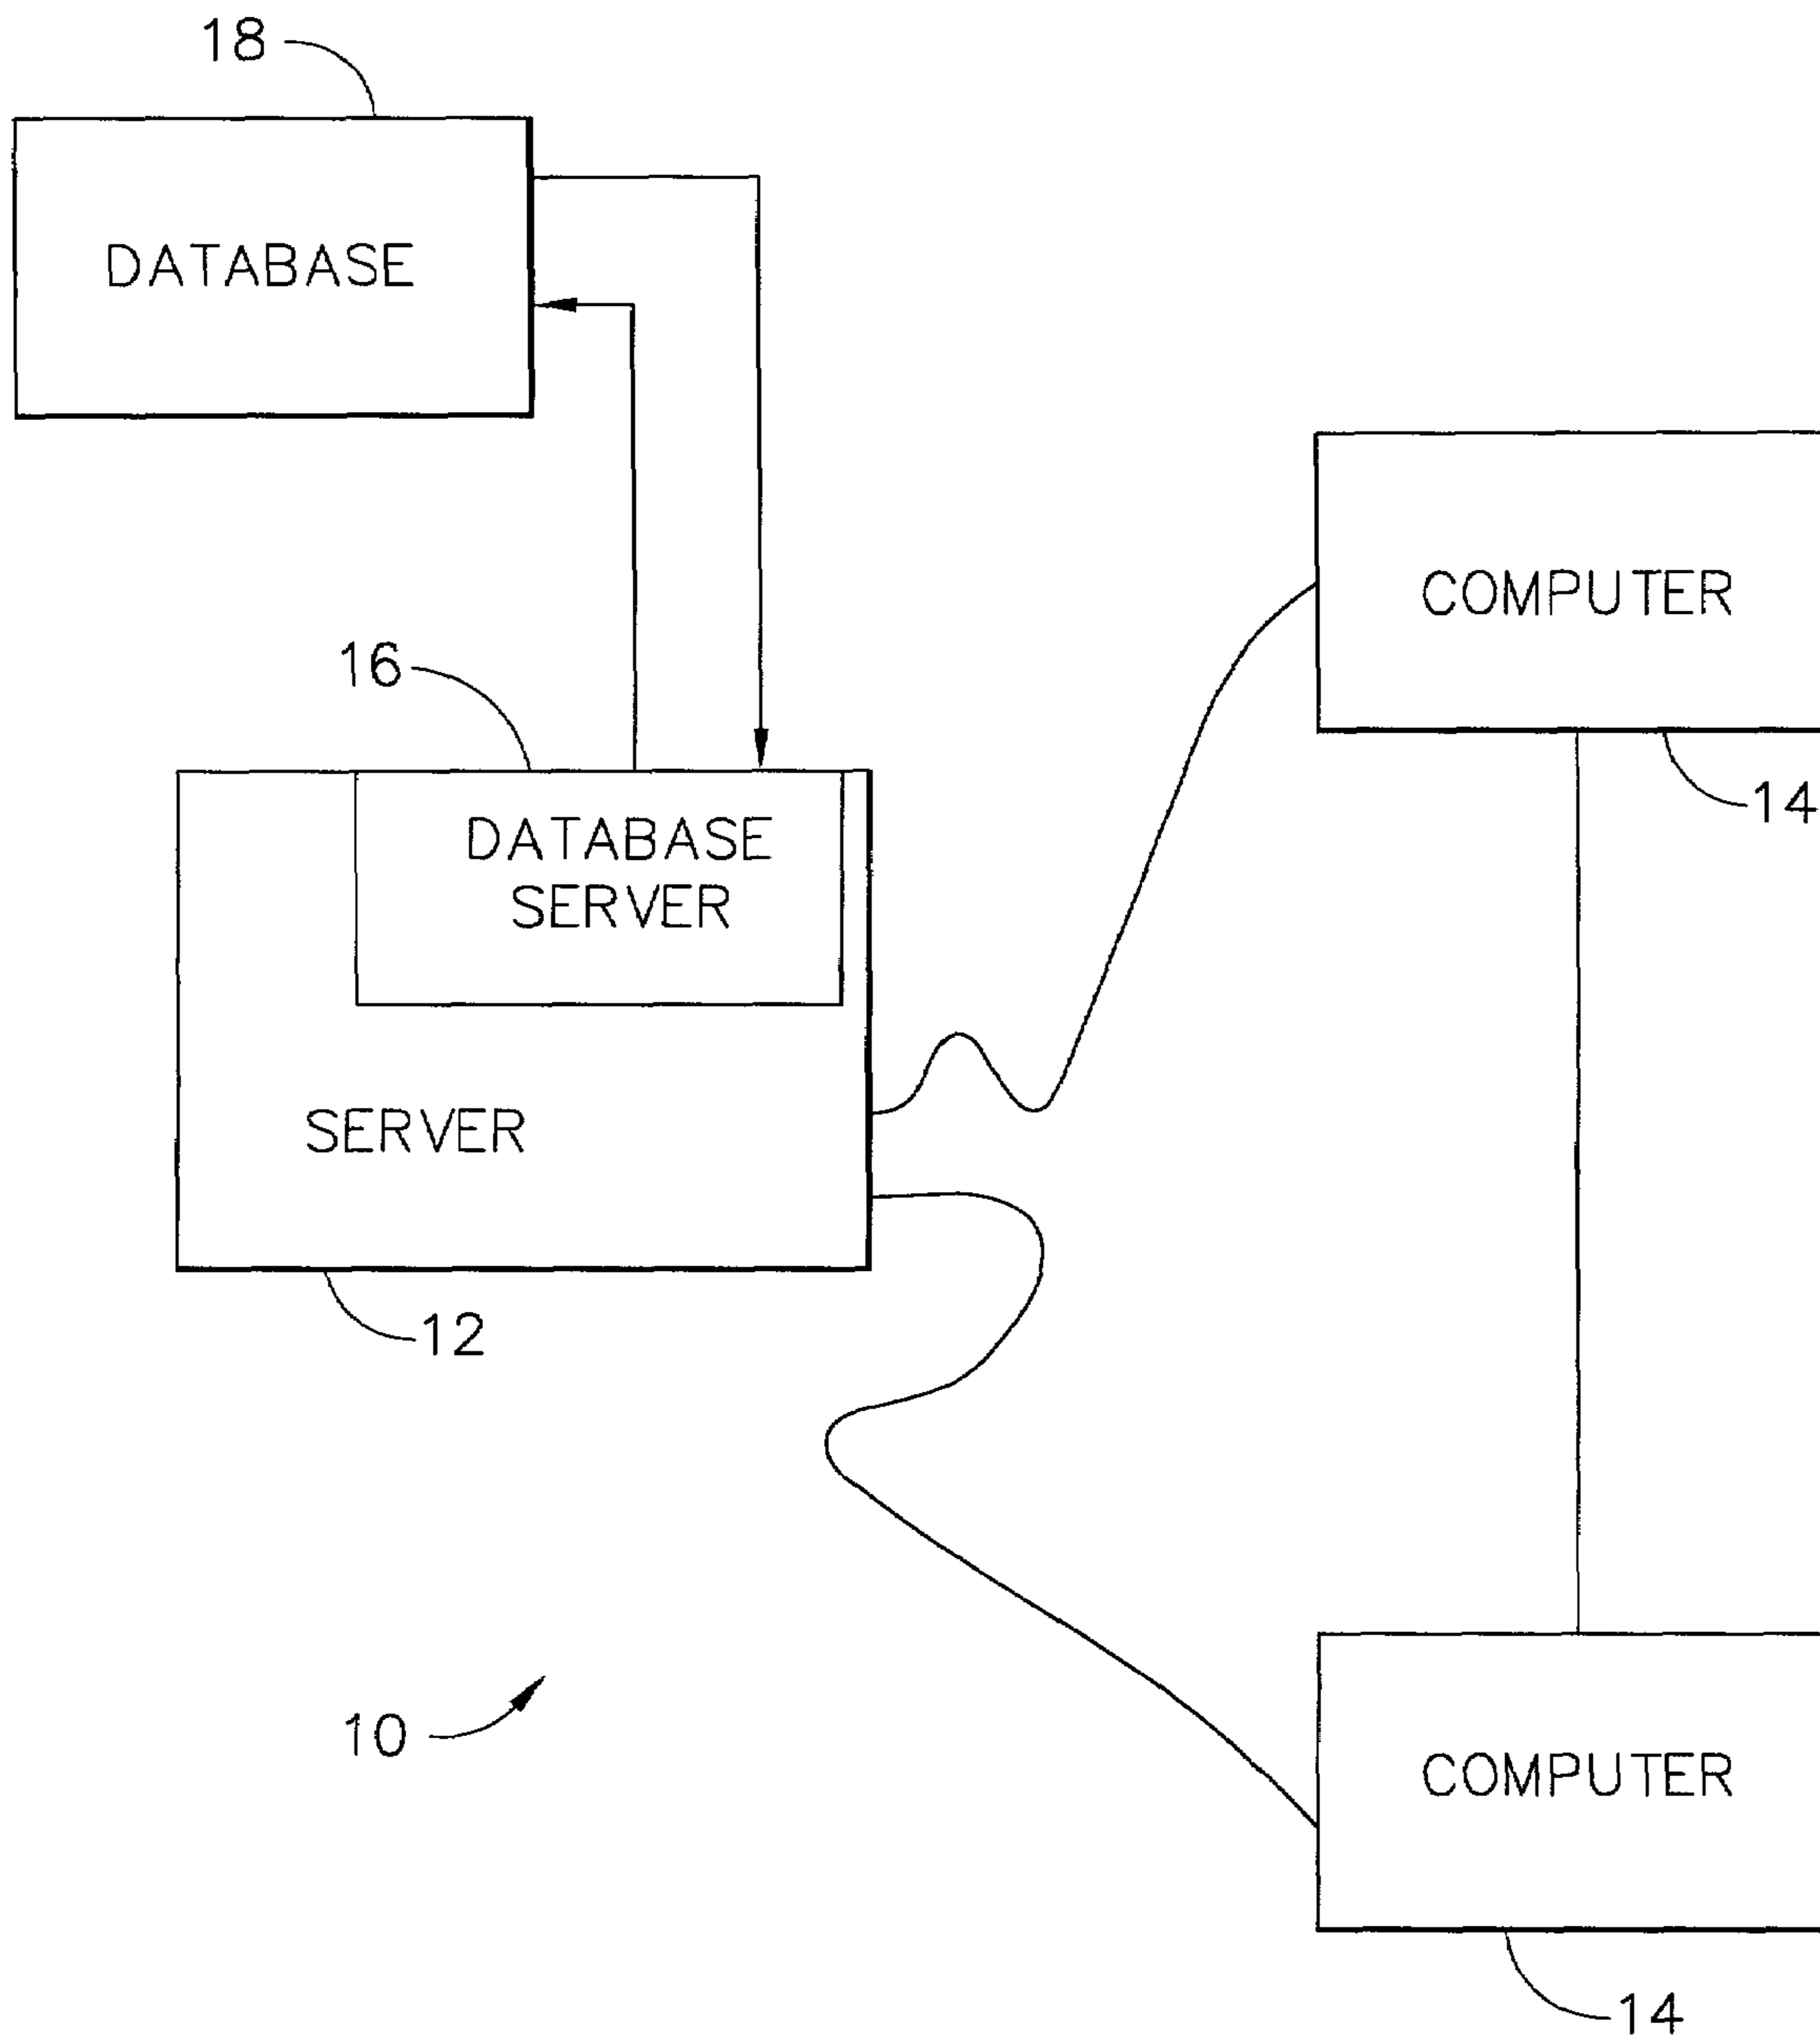 18
DATABASE
COMPUTER
16
14
DATABASE
SERVER
SERVER
12
10
COMPUTER
14